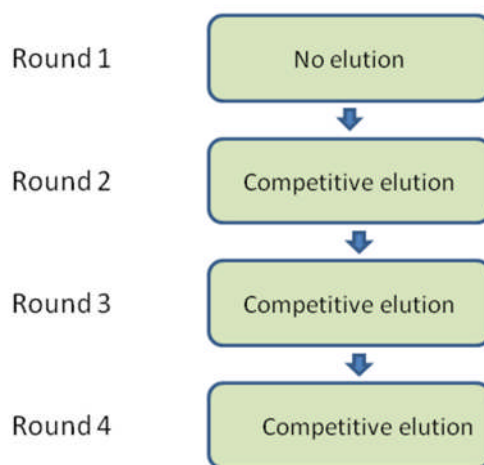 Round 1
No elution
Round 2
Competitive elution
Round 3
Competitive elution
Round 4
Competitive elution